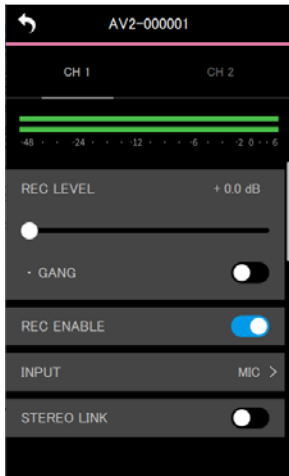 AV2-000001
CH 1 CH 2
-48 · · -24 · · · -12 · · · -6 · · -2 0 · · 6
REC LEVEL + 0.0 dB
· GANG
REC ENABLE
INPUT MIC >
STEREO LINK